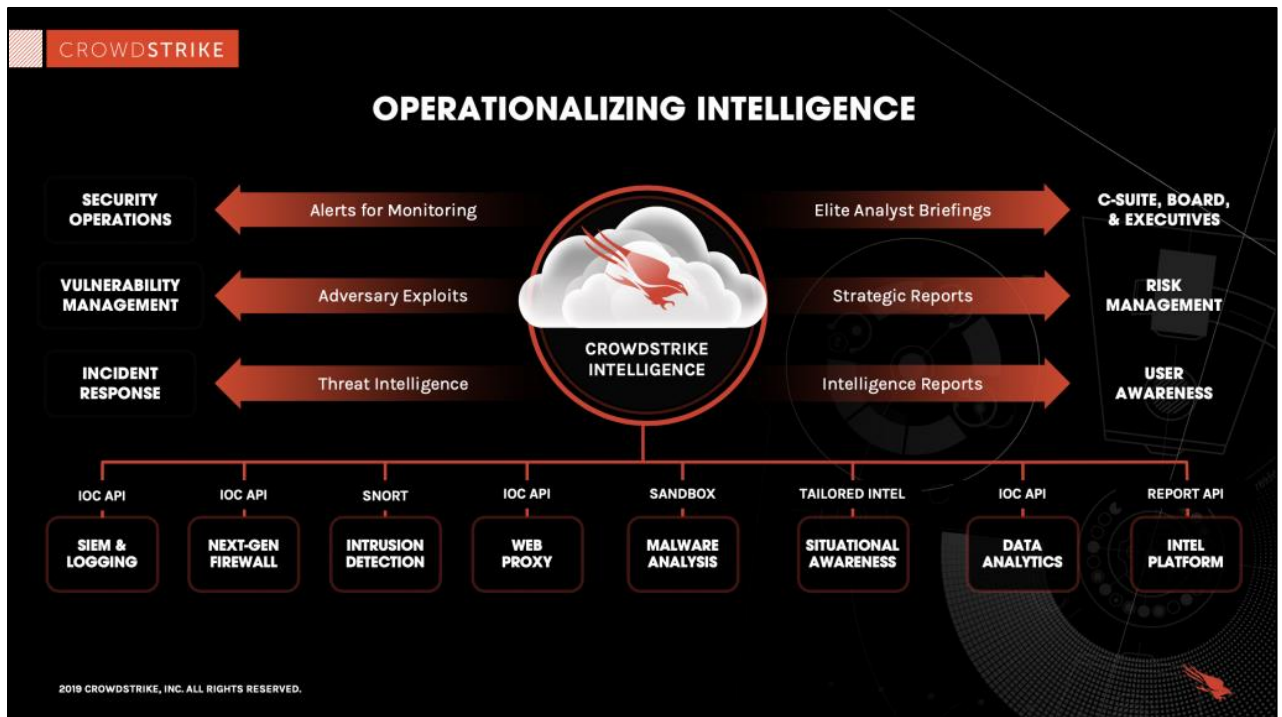 CROWDSTRIKE
OPERATIONALIZING INTELLIGENCE
SECURITY
OPERATIONS
Alerts for Monitoring
Elite Analyst Briefings
C-SUITE, BOARD,
& EXECUTIVES
VULNERABILITY
MANAGEMENT
Adversary Exploits
Strategic Reports
RISK
MANAGEMENT
INCIDENT
RESPONSE
Threat Intelligence
CROWDSTRIKE
INTELLIGENCE
Intelligence Reports
USER
AWARENESS
IOC API
SIEM &
LOGGING
IOC API
NEXT-GEN
FIREWALL
SNORT
INTRUSION
DETECTION
IOC API
WEB
PROXY
SANDBOX
MALWARE
ANALYSIS
TAILORED INTEL
SITUATIONAL
AWARENESS
IOC API
DATA
ANALYTICS
REPORT API
INTEL
PLATFORM
2019 CROWDSTRIKE, INC. ALL RIGHTS RESERVED.